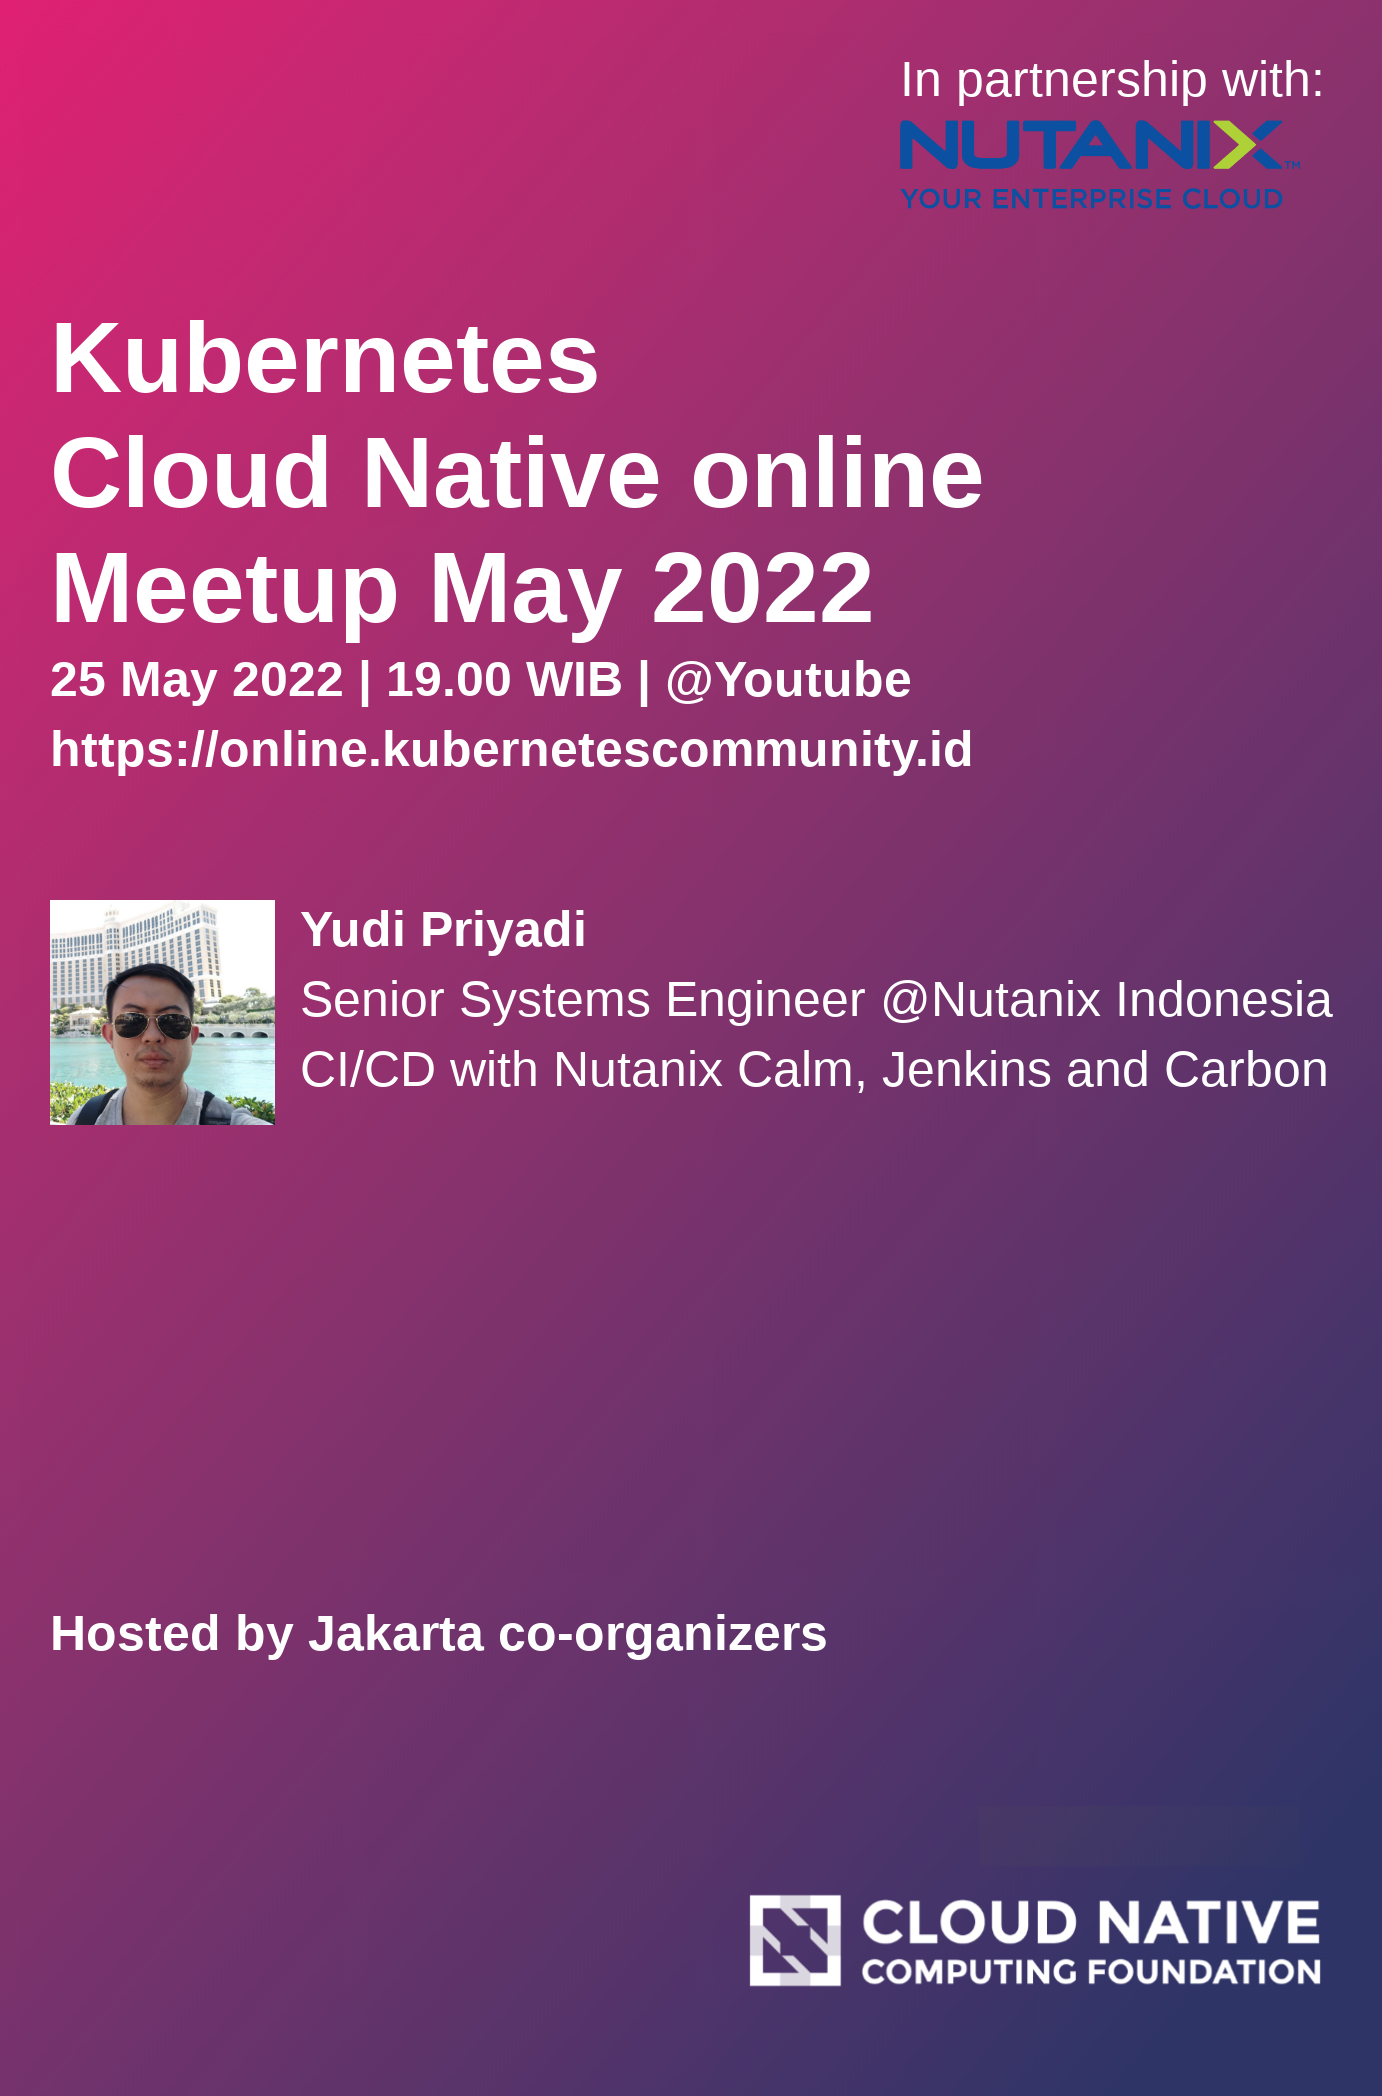 In partnership with:
NUTANIX™
YOUR ENTERPRISE CLOUD
Kubernetes
Cloud Native online
Meetup May 2022
25 May 2022 | 19.00 WIB | @Youtube
https://online.kubernetescommunity.id
Yudi Priyadi
Senior Systems Engineer @Nutanix Indonesia
CI/CD with Nutanix Calm, Jenkins and Carbon
Hosted by Jakarta co-organizers
CLOUD NATIVE
COMPUTING FOUNDATION